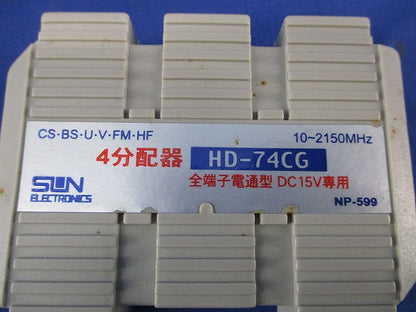 CS·BS·U·V·FM·HF 10~2150MHz
4分配器 HD-74CG
全端子電通型 DC15V専用
SUN
ELECTRONICS
NP-599